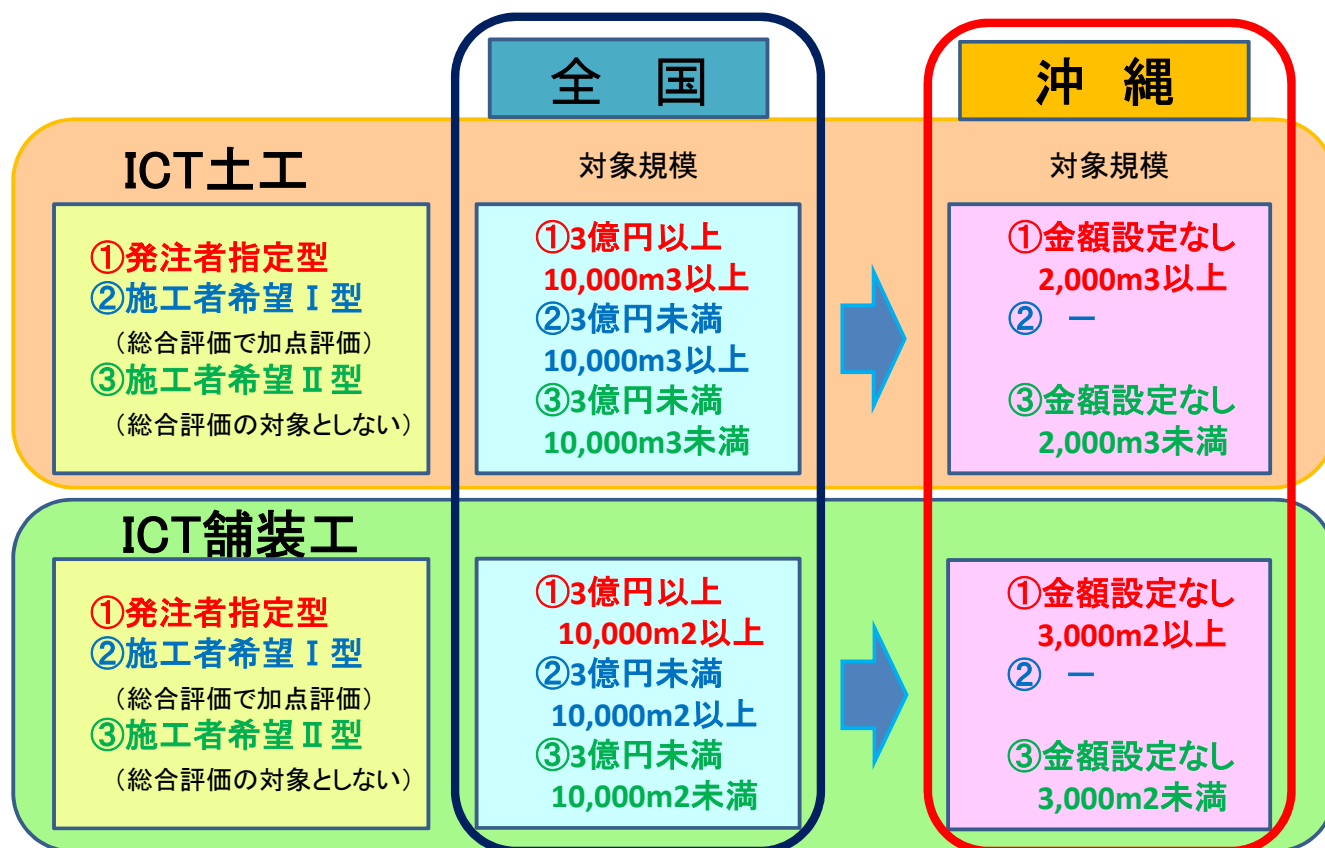 全 国
沖 縄
ICT土工
対象規模
対象規模
①発注者指定型
②施工者希望Ⅰ型
（総合評価で加点評価）
③施工者希望Ⅱ型
（総合評価の対象としない）
①3億円以上
10,000m3以上
②3億円未満
10,000m3以上
③3億円未満
10,000m3未満
①金額設定なし
2,000m3以上
② －
③金額設定なし
2,000m3未満
ICT舗装工
①発注者指定型
②施工者希望Ⅰ型
（総合評価で加点評価）
③施工者希望Ⅱ型
（総合評価の対象としない）
①3億円以上
10,000m2以上
②3億円未満
10,000m2以上
③3億円未満
10,000m2未満
①金額設定なし
3,000m2以上
② －
③金額設定なし
3,000m2未満